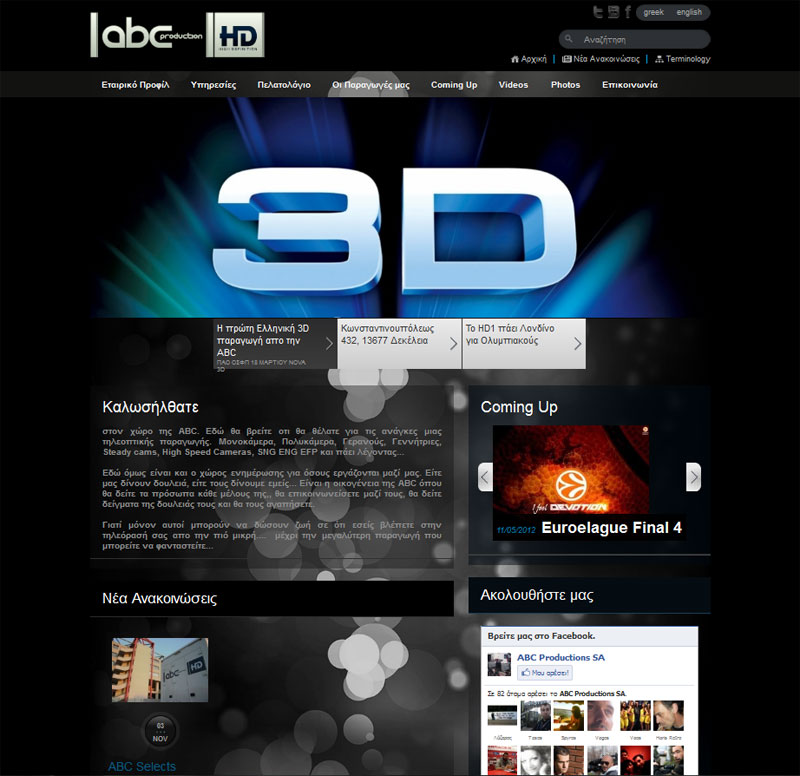 abc production HD
HIGH DEFINITION
greek english
Αναζήτηση
Αρχική Νέα Ανακοινώσεις Terminology
Εταιρικό Προφίλ Υπηρεσίες Πελατολόγιο Οι Παραγωγές μας Coming Up Videos Photos Επικοινωνία
3D
Η πρώτη Ελληνική 3D
παραγωγή απο την
ABC
ΠΑΟ ΟΣΦΠ 18 ΜΑΡΤΙΟΥ NOVA
3D
Κωνσταντινουπόλεως
432, 13677 Δεκέλεια
Το HD1 πάει Λονδίνο
για Ολυμπιακούς
Καλωσήλθατε
στον χώρο της ABC. Εδώ θα βρείτε οτι θα θέλατε για τις ανάγκες μιας
τηλεοπτικής παραγωγής. Μονοκάμερα, Πολυκάμερα, Γερανούς, Γεννήτριες,
Steady cams, High Speed Cameras, SNG ENG EFP και πάει λέγοντας...
Εδώ όμως είναι και ο χώρος ενημέρωσης για όσους εργάζονται μαζί μας. Είτε
μας δίνουν δουλειά, είτε τους δίνουμε εμείς... Είναι η οικογένεια της ABC όπου
θα δείτε τα πρόσωπα κάθε μέλους της,, θα επικοινωνείσετε μαζί τους, θα δείτε
δείγματα της δουλειάς τους και θα τους αγαπήσετε.
Γιατί μόνον αυτοί μπορούν να δώσουν ζωή σε ότι εσείς βλέπετε στην
τηλεόρασή σας απο την πιό μικρή.... μέχρι την μεγαλύτερη παραγωγή που
μπορείτε να φανταστείτε...
Coming Up
I feel DEVOTION
11/05/2012 Euroelague Final 4
Νέα Ανακοινώσεις
abc HD
03
NOV
ABC Selects
Ακολουθήστε μας
Βρείτε μας στο Facebook.
ABC Productions SA
Μου αρέσει!
Σε 82 άτομα αρέσει το ABC Productions SA.
Λάζαρος Τασος Spyros Vagos Νικος Maria Ralira